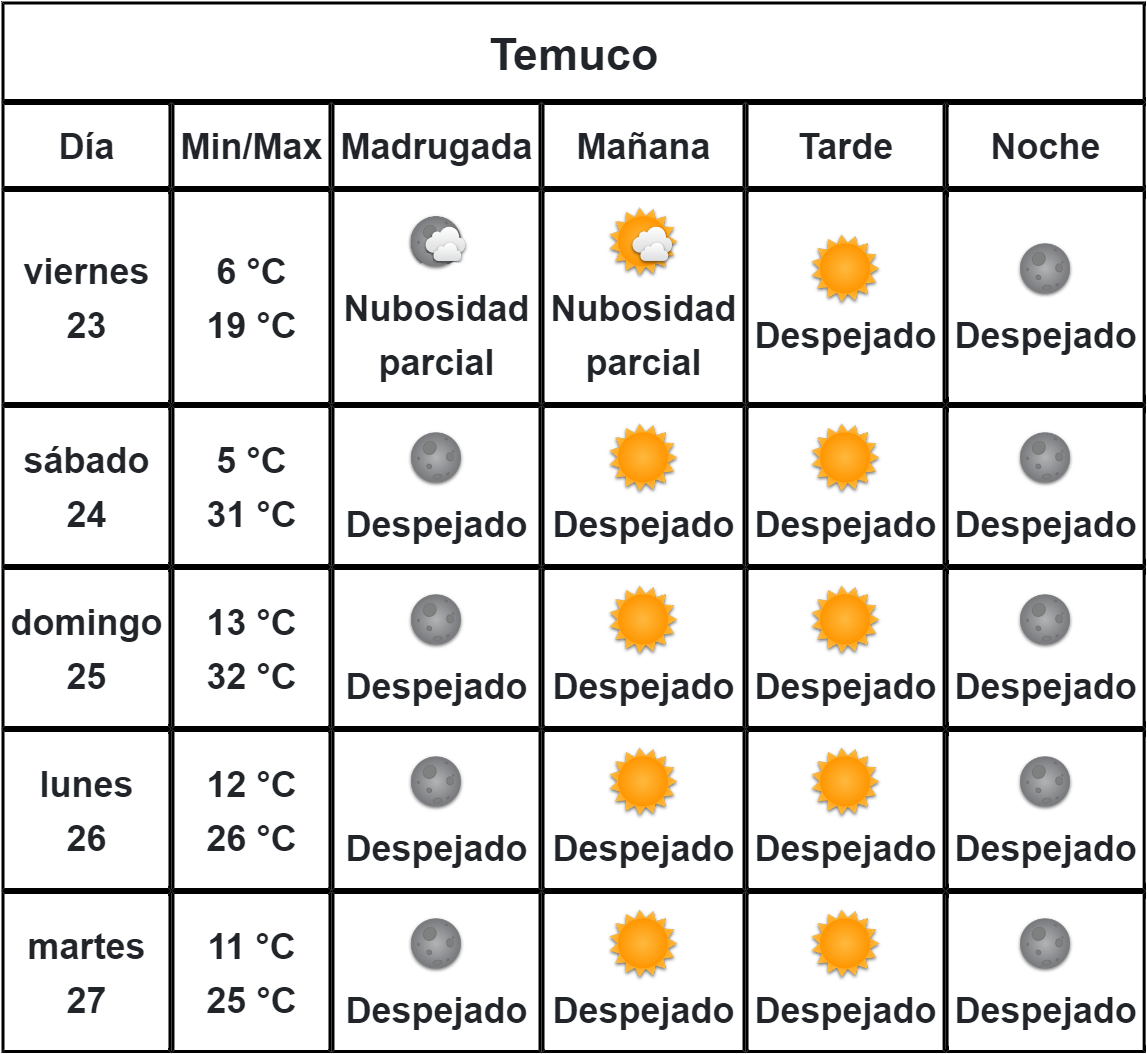 Temuco
Día Min/Max Madrugada Mañana Tarde Noche
viernes
23
6 °C
19 °C
Nubosidad
parcial
Nubosidad
parcial
Despejado
Despejado
sábado
24
5 °C
31 °C
Despejado
Despejado
Despejado
Despejado
domingo
25
13 °C
32 °C
Despejado
Despejado
Despejado
Despejado
lunes
26
12 °C
26 °C
Despejado
Despejado
Despejado
Despejado
martes
27
11 °C
25 °C
Despejado
Despejado
Despejado
Despejado